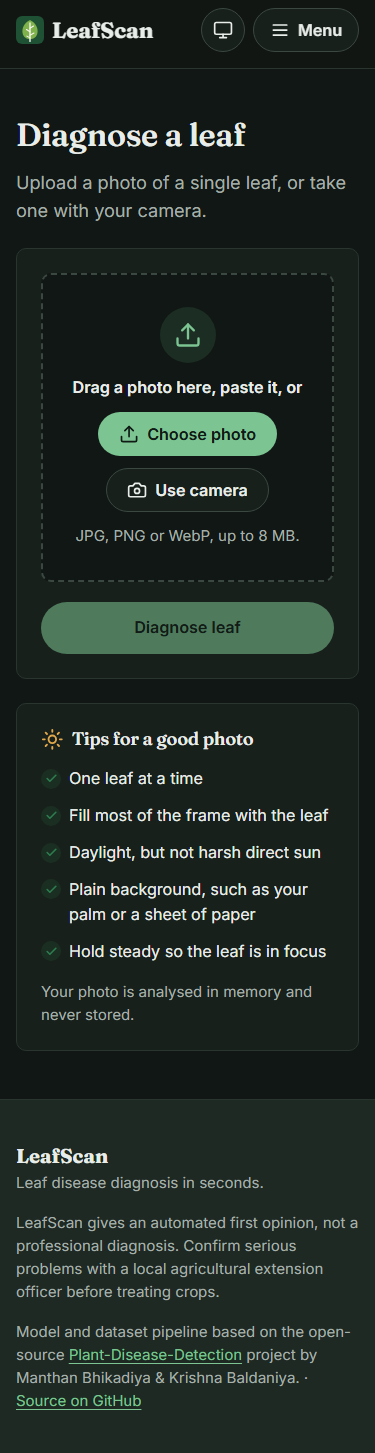 LeafScan
Menu
Diagnose a leaf
Upload a photo of a single leaf, or take
one with your camera.
Drag a photo here, paste it, or
Choose photo
Use camera
JPG, PNG or WebP, up to 8 MB.
Diagnose leaf
Tips for a good photo
One leaf at a time
Fill most of the frame with the leaf
Daylight, but not harsh direct sun
Plain background, such as your
palm or a sheet of paper
Hold steady so the leaf is in focus
Your photo is analysed in memory and
never stored.
LeafScan
Leaf disease diagnosis in seconds.
LeafScan gives an automated first opinion, not a
professional diagnosis. Confirm serious
problems with a local agricultural extension
officer before treating crops.
Model and dataset pipeline based on the open-
source Plant-Disease-Detection project by
Manthan Bhikadiya & Krishna Baldaniya. ·
Source on GitHub